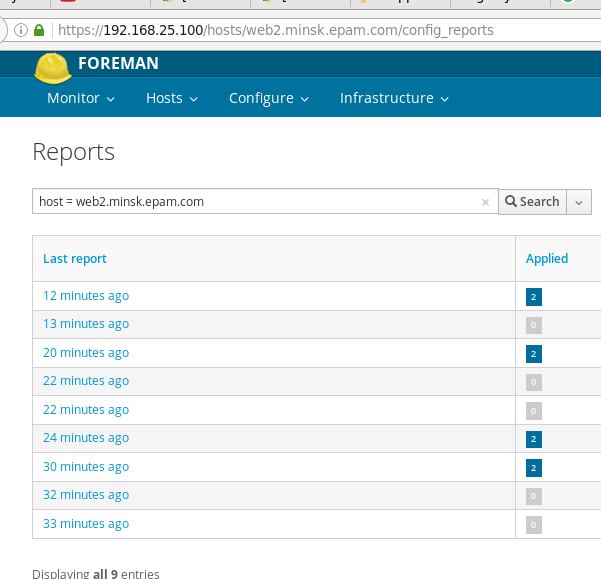 https://192.168.25.100/hosts/web2.minsk.epam.com/config_reports
FOREMAN
Monitor Hosts Configure Infrastructure
Reports
host = web2.minsk.epam.com × Search
Last report Applied
12 minutes ago 2
13 minutes ago 0
20 minutes ago 2
22 minutes ago 0
22 minutes ago 0
24 minutes ago 2
30 minutes ago 2
32 minutes ago 0
33 minutes ago 0
Displaying all 9 entries